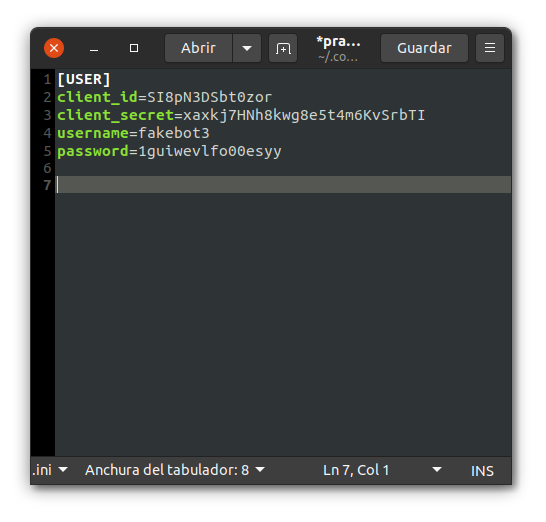 Abrir
*pra...
~/.co...
Guardar
1 [USER]
2 client_id=SI8pN3DSbt0zor
3 client_secret=xaxkj7HNh8kwg8e5t4m6KvSrbTI
4 username=fakebot3
5 password=1guiwevlfo00esyy
6
7
.ini
Anchura del tabulador: 8
Ln 7, Col 1
INS